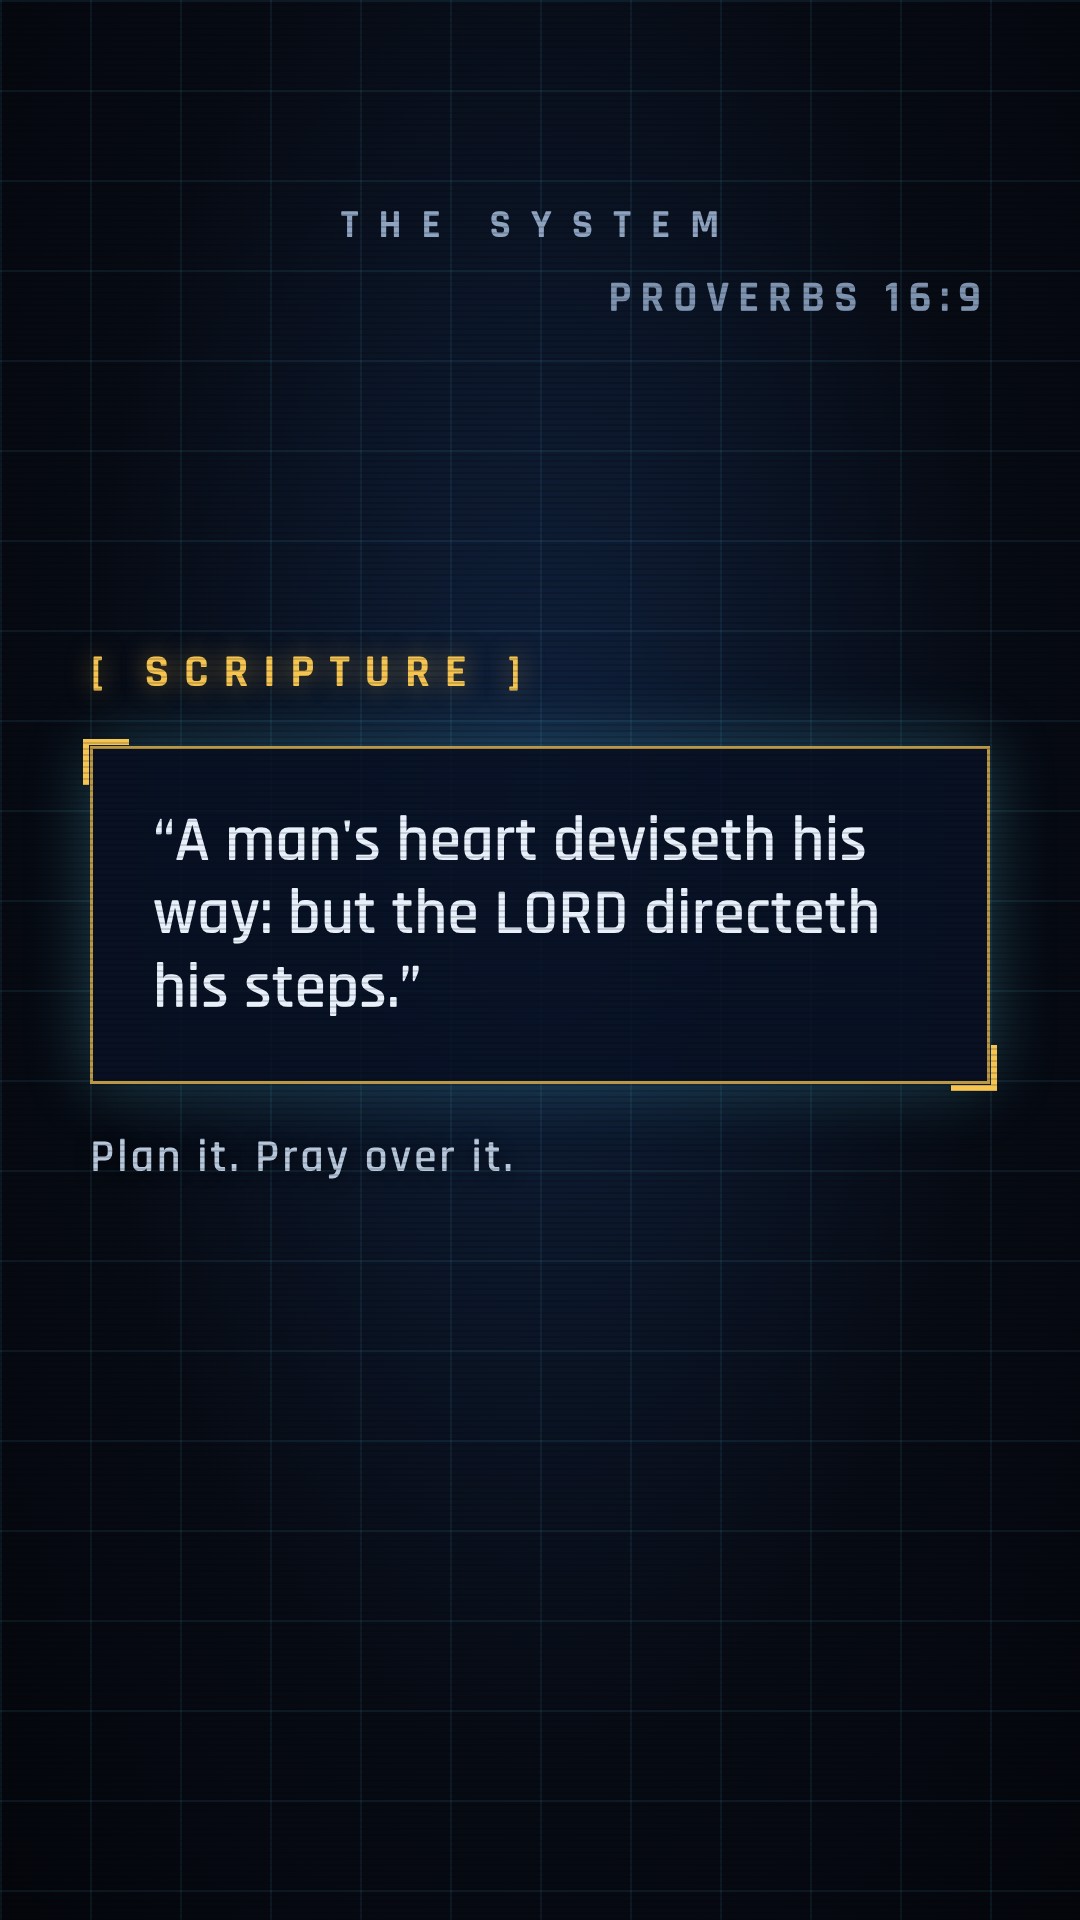 THE SYSTEM
PROVERBS 16:9
[ SCRIPTURE ]
“A man's heart deviseth his
way: but the LORD directeth
his steps.”
Plan it. Pray over it.